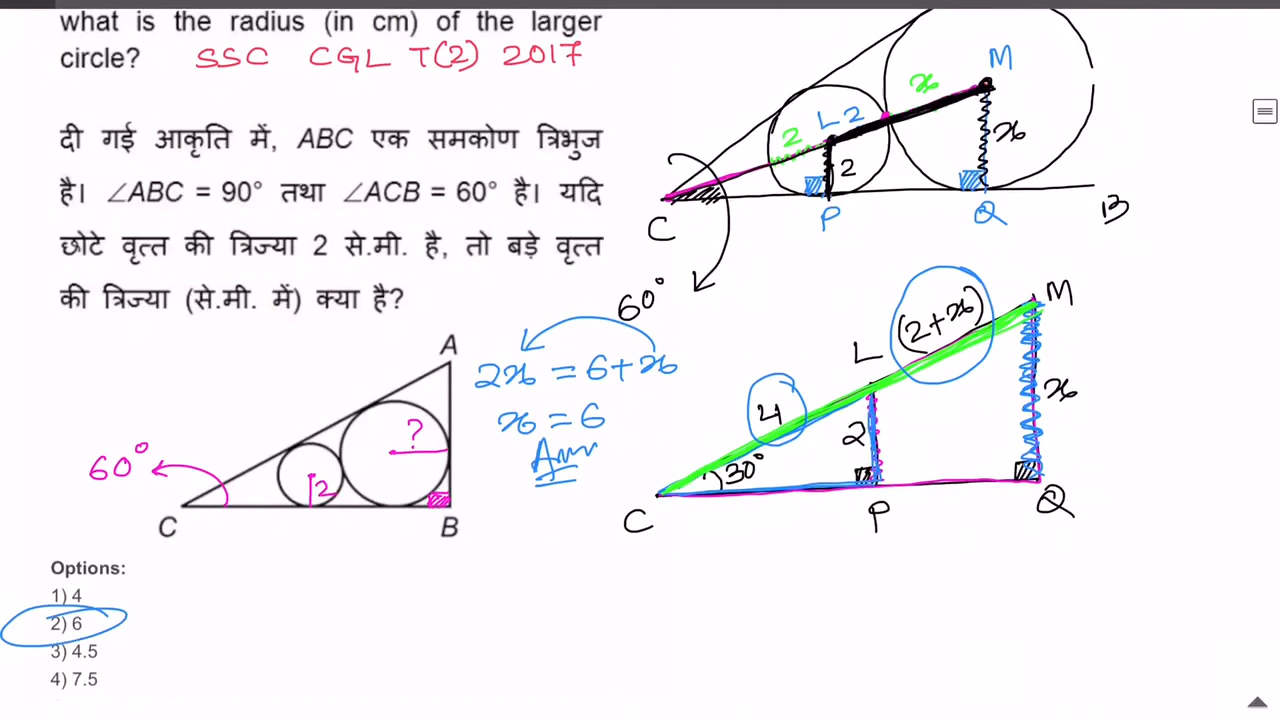 what is the radius (in cm) of the larger
circle? SSC CGL T(2) 2017
दी गई आकृति में, ABC एक समकोण त्रिभुज
है। ∠ABC = 90° तथा ∠ACB = 60° है। यदि
छोटे वृत्त की त्रिज्या 2 से.मी. है, तो बड़े वृत्त
की त्रिज्या (से.मी. में) क्या है?
A
?
60°
2
C
B
2x = 6+x
x = 6
Ans
Options:
1) 4
2) 6
3) 4.5
4) 7.5
M
x
L 2
2
x
2
C
P
Q
B
60°
M
(2+x)
L
4
x
2
30°
C
P
Q